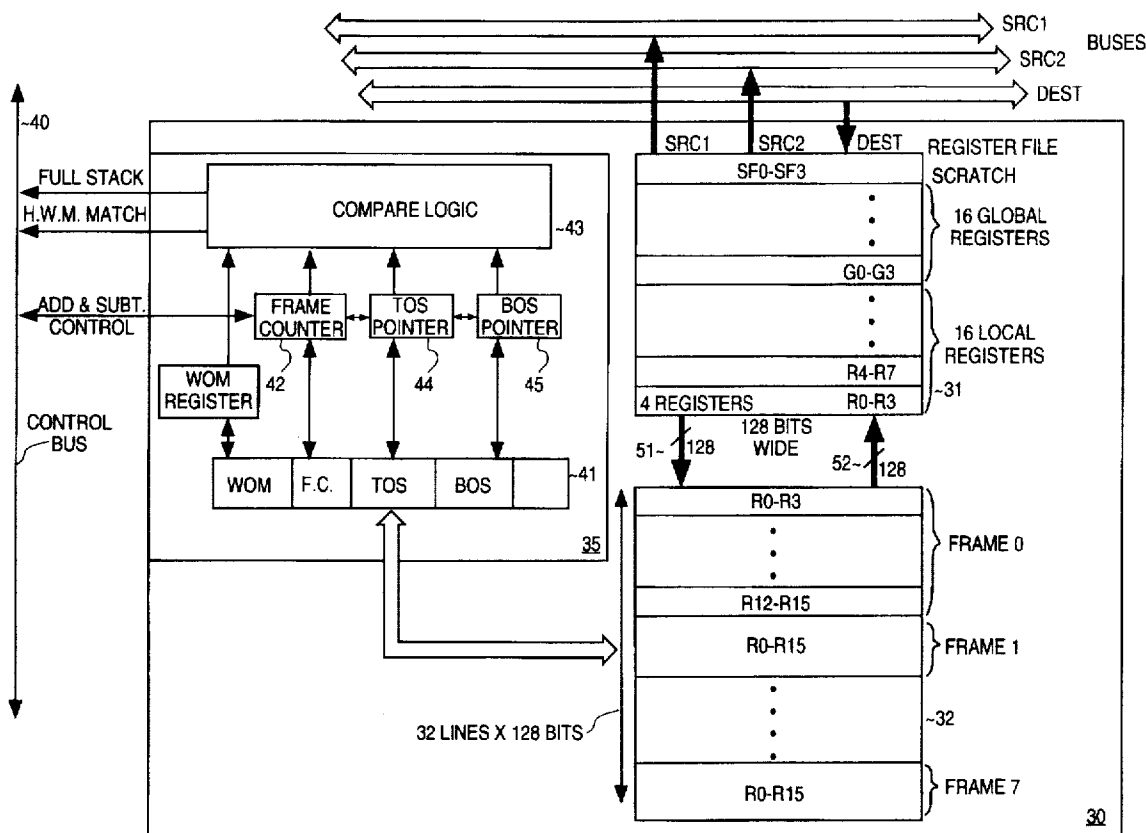 SRC1
BUSES
SRC2
DEST
~40
SRC1
SRC2
DEST
REGISTER FILE
SCRATCH
SF0-SF3
FULL STACK
H.W.M. MATCH
COMPARE LOGIC
~43
16 GLOBAL
REGISTERS
G0-G3
ADD & SUBT.
CONTROL
FRAME
COUNTER
TOS
POINTER
BOS
POINTER
42
44
45
16 LOCAL
REGISTERS
R4-R7
~31
WOM
REGISTER
4 REGISTERS
R0-R3
CONTROL
BUS
128 BITS
WIDE
51~
128
52~
128
WOM
F.C.
TOS
BOS
~41
35
R0-R3
FRAME 0
R12-R15
R0-R15
FRAME 1
32 LINES X 128 BITS
~32
R0-R15
FRAME 7
30